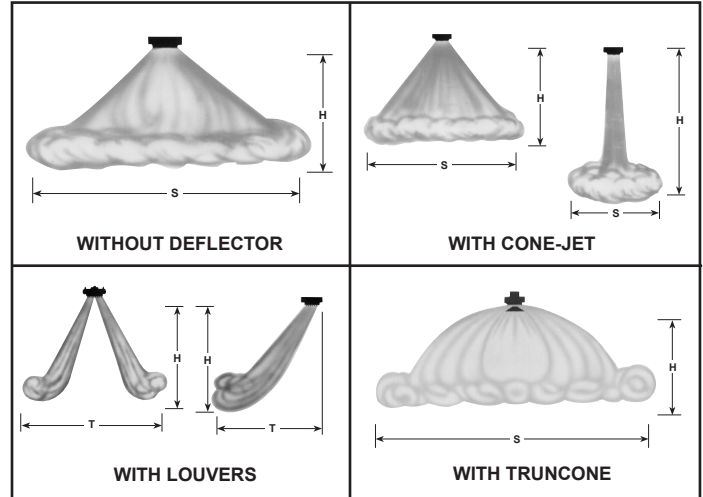 H
S
WITHOUT DEFLECTOR
H
S
H
S
WITH CONE-JET
H
T
H
T
WITH LOUVERS
H
S
WITH TRUNCONE